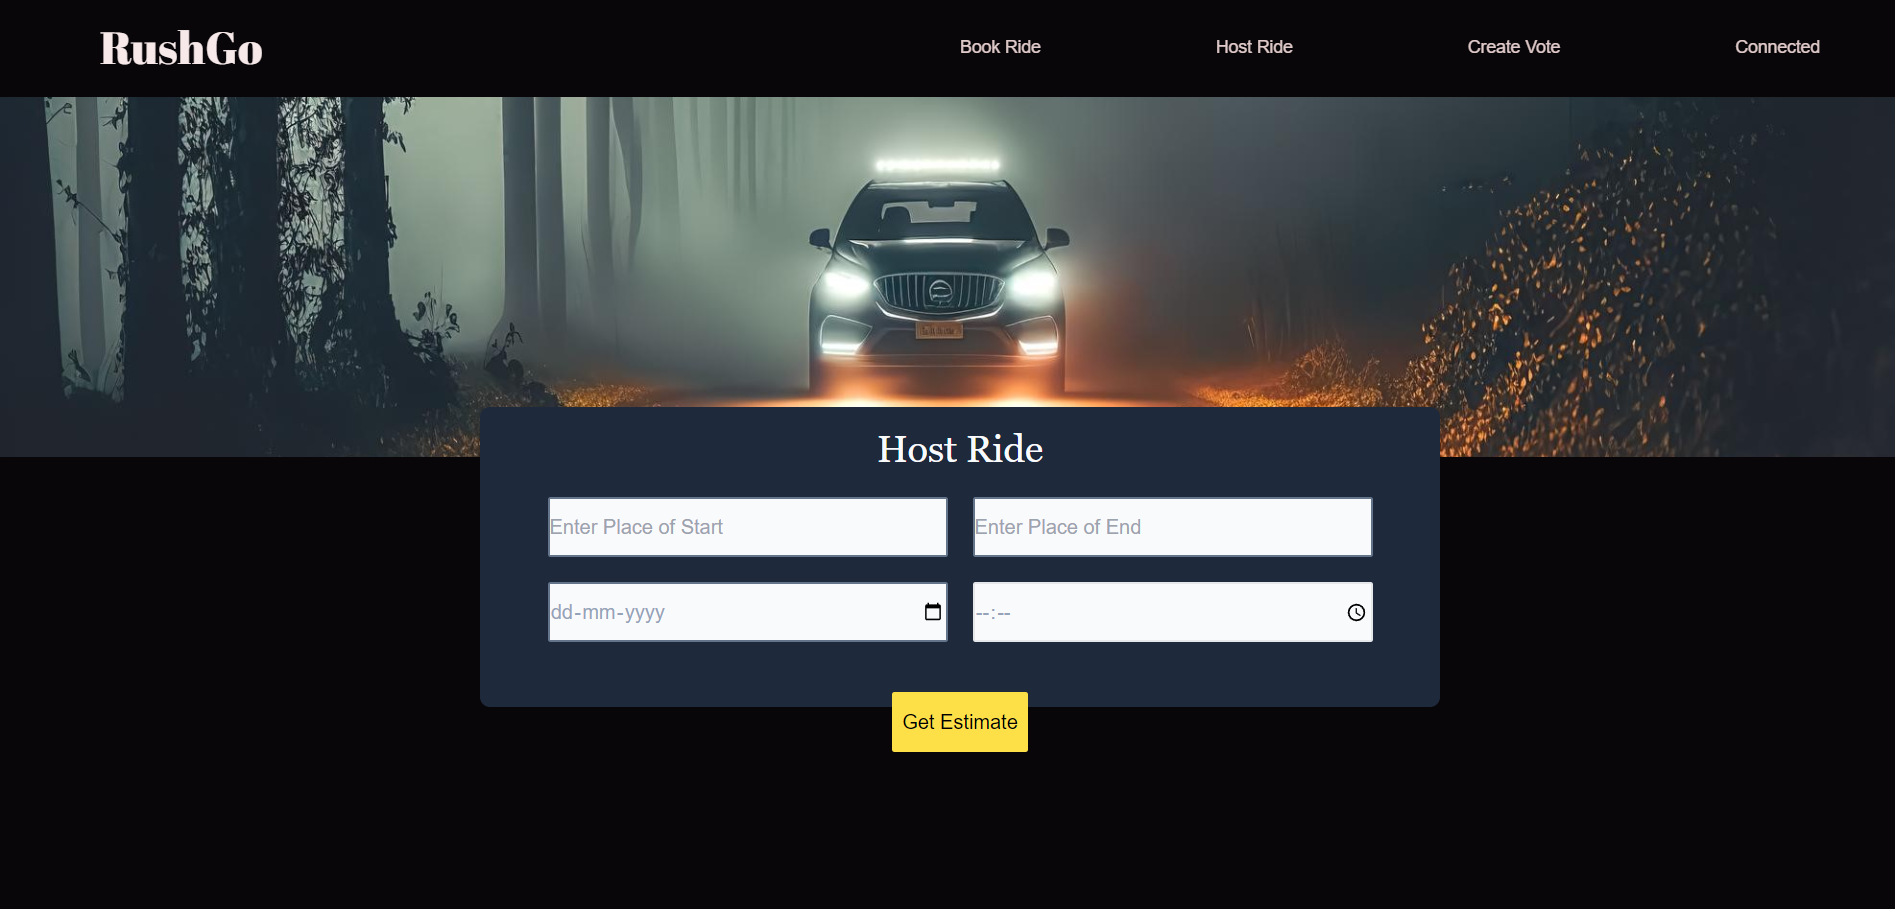 RushGo
Book Ride
Host Ride
Create Vote
Connected
Host Ride
Enter Place of Start
Enter Place of End
dd-mm-yyyy
--:--
Get Estimate